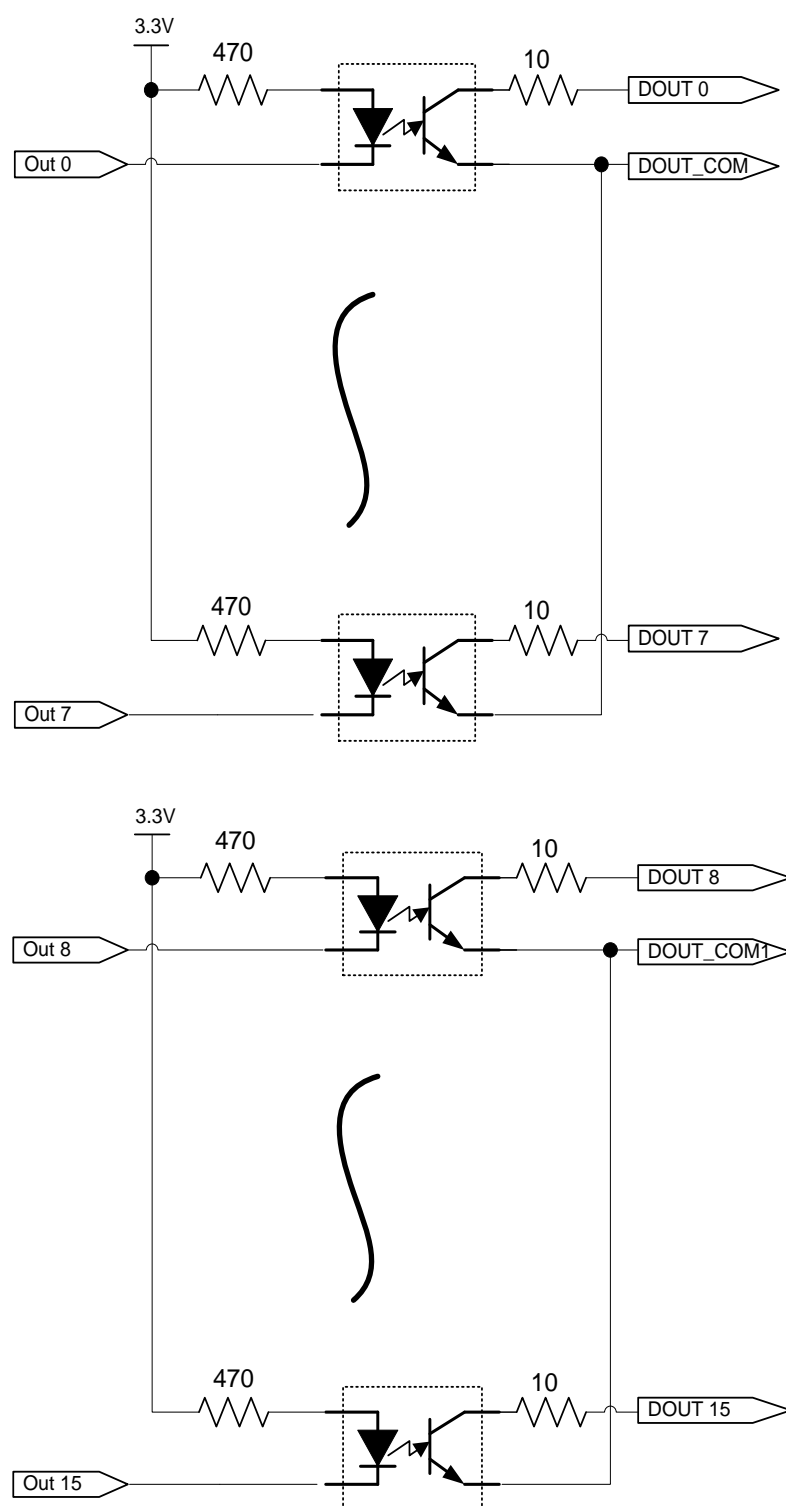 3.3V
470
10
DOUT 0
Out 0
DOUT_COM
470
10
DOUT 7
Out 7
3.3V
470
10
DOUT 8
Out 8
DOUT_COM1
470
10
DOUT 15
Out 15